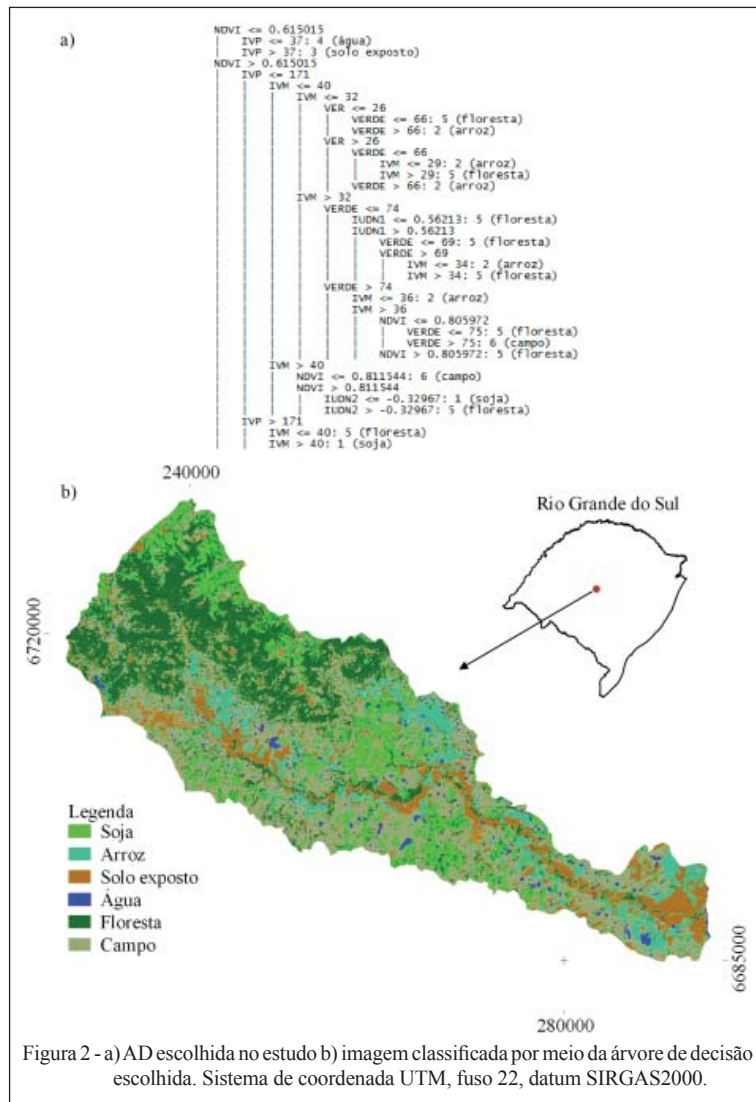 a)
NDVI <= 0.615015
|   IVP <= 37: 4 (água)
|   IVP > 37: 3 (solo exposto)
NDVI > 0.615015
|   IVP <= 171
|   |   IVM <= 40
|   |   |   IVM <= 32
|   |   |   |   VER <= 26
|   |   |   |   |   VERDE <= 66: 5 (floresta)
|   |   |   |   |   VERDE > 66: 2 (arroz)
|   |   |   |   VER > 26
|   |   |   |   |   VERDE <= 66
|   |   |   |   |   |   IVM <= 29: 2 (arroz)
|   |   |   |   |   |   IVM > 29: 5 (floresta)
|   |   |   |   |   VERDE > 66: 2 (arroz)
|   |   |   IVM > 32
|   |   |   |   VERDE <= 74
|   |   |   |   |   IUDN1 <= 0.56213: 5 (floresta)
|   |   |   |   |   IUDN1 > 0.56213
|   |   |   |   |   |   VERDE <= 69: 5 (floresta)
|   |   |   |   |   |   VERDE > 69
|   |   |   |   |   |   |   IVM <= 34: 2 (arroz)
|   |   |   |   |   |   |   IVM > 34: 5 (floresta)
|   |   |   |   VERDE > 74
|   |   |   |   |   IVM <= 36: 2 (arroz)
|   |   |   |   |   IVM > 36
|   |   |   |   |   |   NDVI <= 0.805972
|   |   |   |   |   |   |   VERDE <= 75: 5 (floresta)
|   |   |   |   |   |   |   VERDE > 75: 6 (campo)
|   |   |   |   |   |   NDVI > 0.805972: 5 (floresta)
|   |   IVM > 40
|   |   |   NDVI <= 0.811544: 6 (campo)
|   |   |   NDVI > 0.811544
|   |   |   |   IUDN2 <= -0.32967: 1 (soja)
|   |   |   |   IUDN2 > -0.32967: 5 (floresta)
|   IVP > 171
|   |   IVM <= 40: 5 (floresta)
|   |   IVM > 40: 1 (soja)
240000
b)
Rio Grande do Sul
6720000
Legenda
Soja
Arroz
Solo exposto
Água
Floresta
Campo
6685000
280000
Figura 2 - a) AD escolhida no estudo b) imagem classificada por meio da árvore de decisão
escolhida. Sistema de coordenada UTM, fuso 22, datum SIRGAS2000.